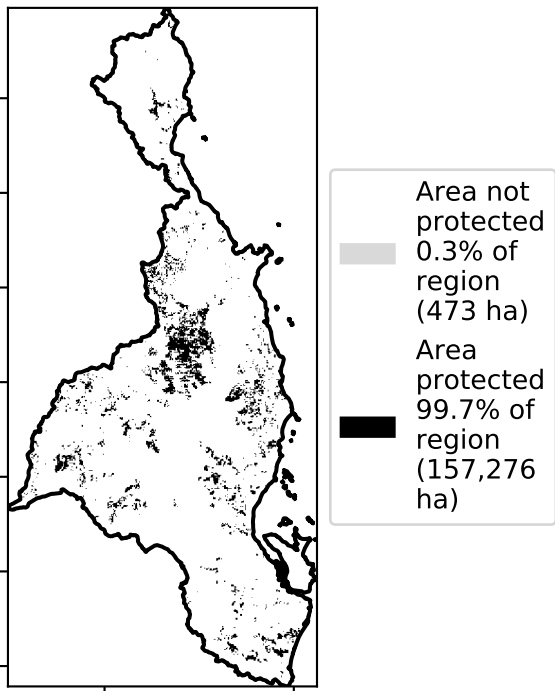 Area not
protected
0.3% of
region
(473 ha)
Area
protected
99.7% of
region
(157,276
ha)